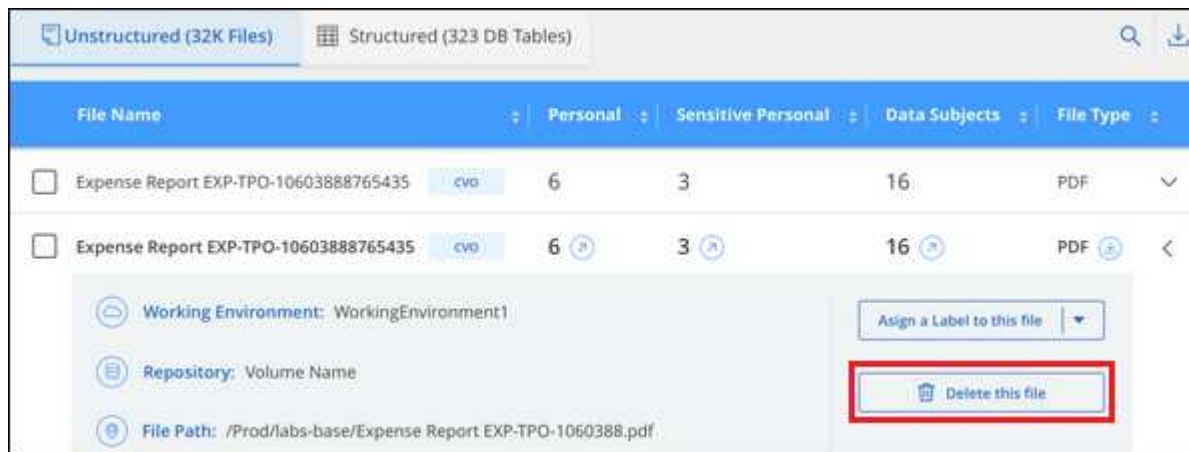 Unstructured (32K Files) Structured (323 DB Tables)
File Name Personal Sensitive Personal Data Subjects File Type
Expense Report EXP-TPO-10603888765435 CVO 6 3 16 PDF
Expense Report EXP-TPO-10603888765435 CVO 6 3 16 PDF
Working Environment: WorkingEnvironment1
Asign a Label to this file
Repository: Volume Name
Delete this file
File Path: /Prod/labs-base/Expense Report EXP-TPO-1060388.pdf